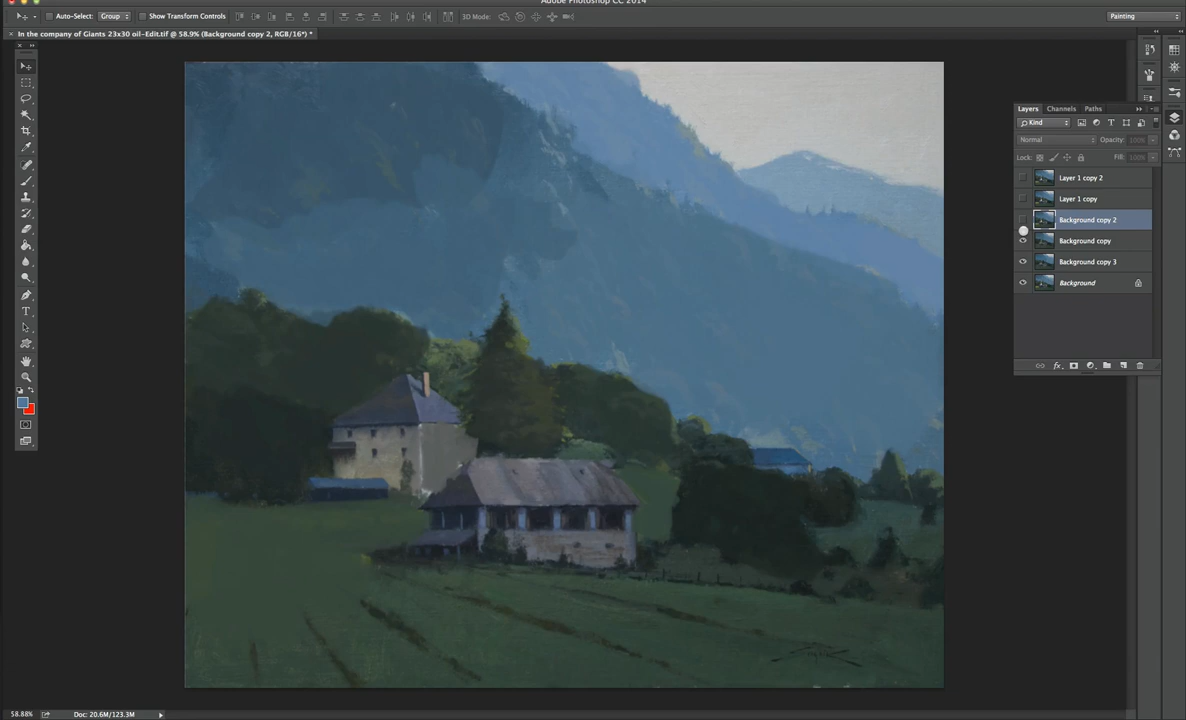 Adobe Photoshop CC 2014
Auto-Select:
Group
Show Transform Controls
3D Mode:
Painting
In the company of Giants 23x30 oil-Edit.tif @ 58.9% (Background copy 2, RGB/16*) *
Layers
Channels
Paths
Kind
Normal
Opacity:
100%
Lock:
Fill:
100%
Layer 1 copy 2
Layer 1 copy
Background copy 2
Background copy
Background copy 3
Background
fx
58.88%
Doc: 20.6M/123.3M